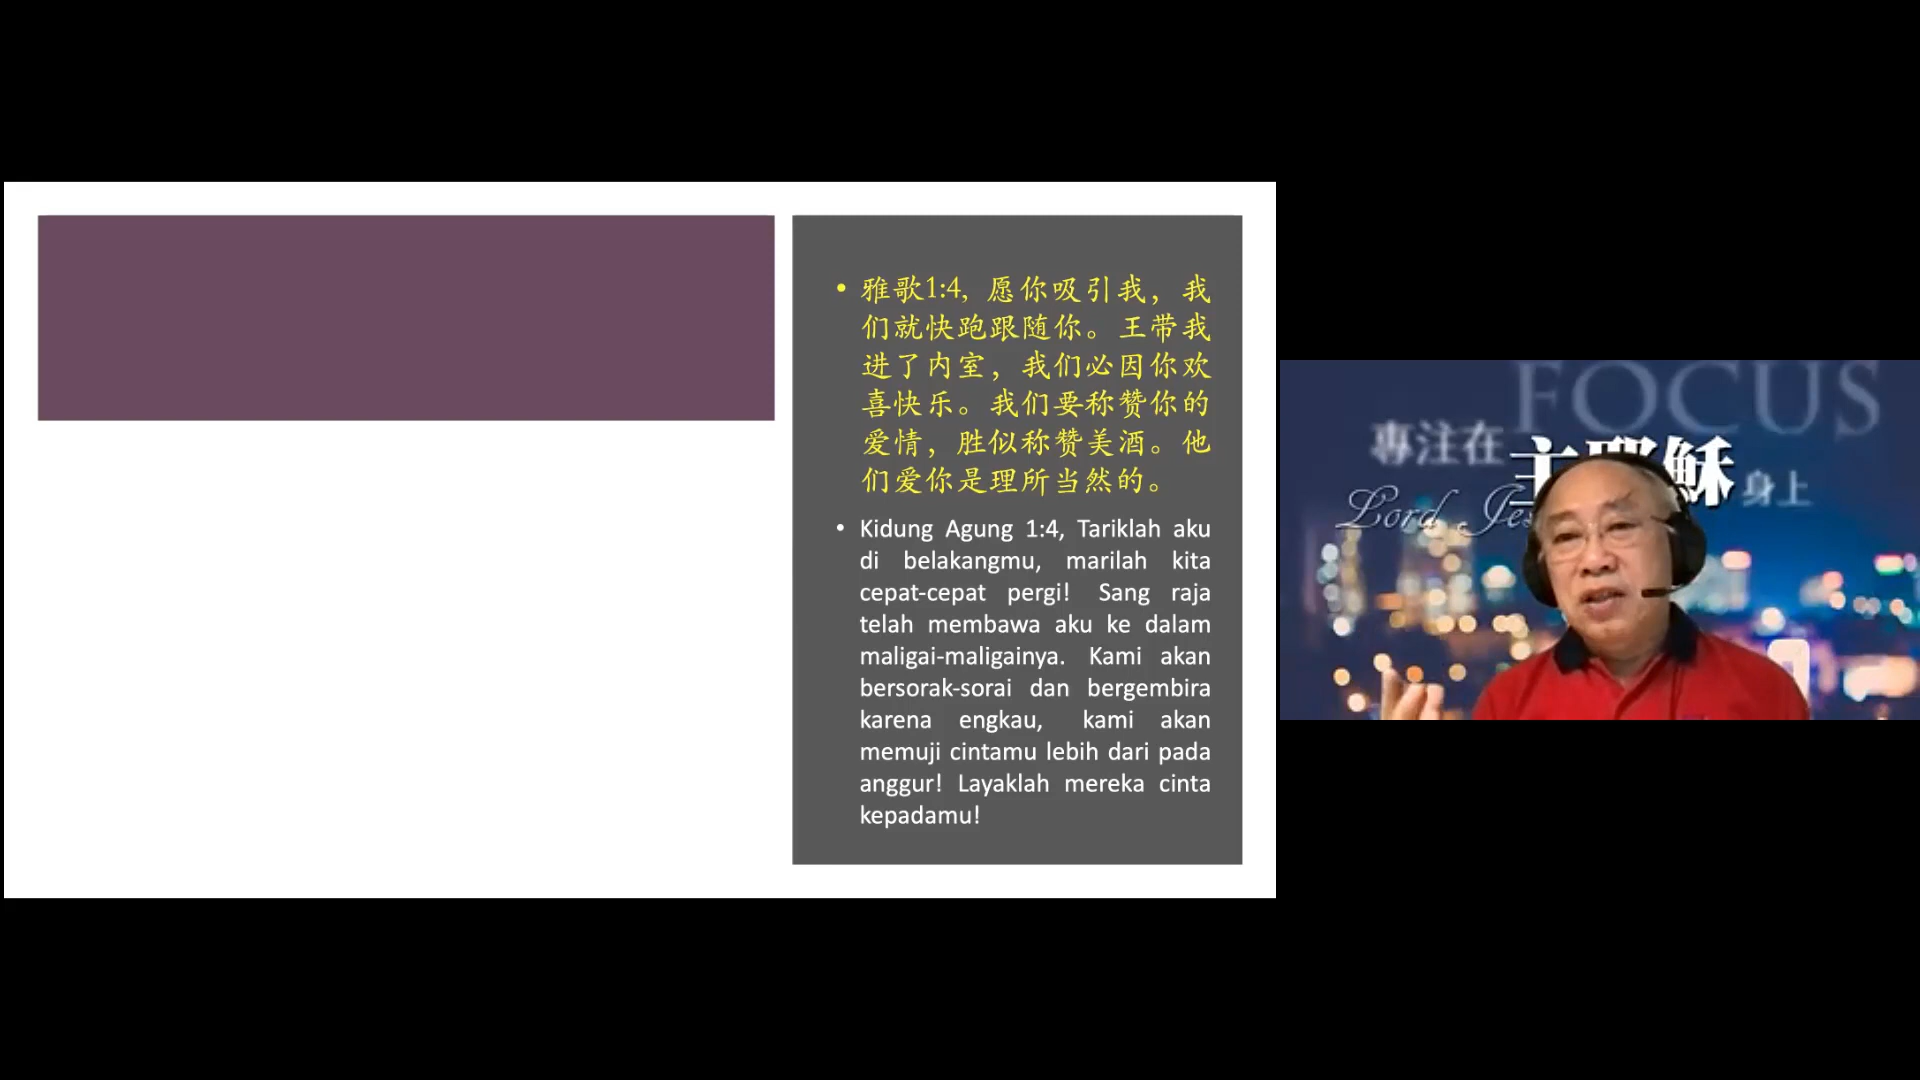 • 雅歌1:4, 愿你吸引我，我
们就快跑跟随你。王带我
进了内室，我们必因你欢
喜快乐。我们要称赞你的
爱情，胜似称赞美酒。他
们爱你是理所当然的。
• Kidung Agung 1:4, Tariklah aku
di belakangmu, marilah kita
cepat-cepat pergi! Sang raja
telah membawa aku ke dalam
maligai-maligainya. Kami akan
bersorak-sorai dan bergembira
karena engkau, kami akan
memuji cintamu lebih dari pada
anggur! Layaklah mereka cinta
kepadamu!
FOCUS
專注在
主耶穌 身上
Lord